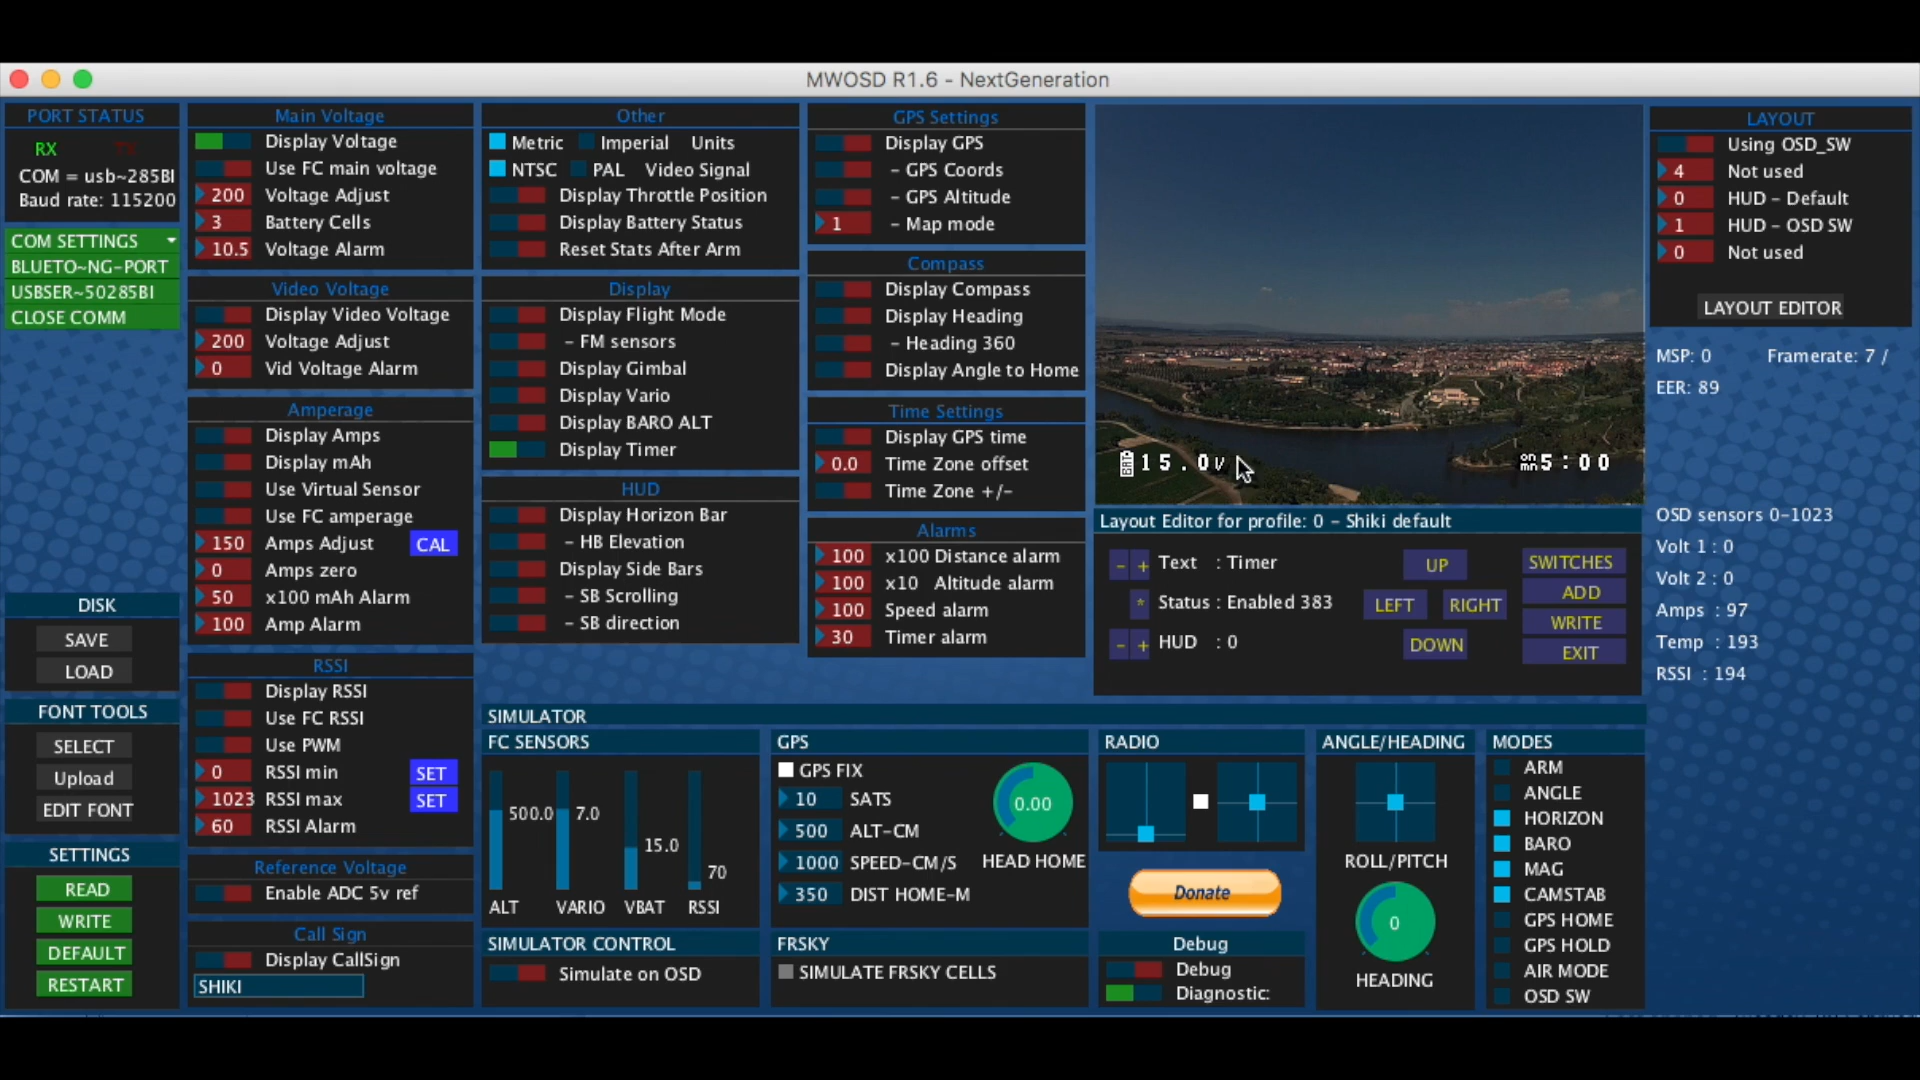 MWOSD R1.6 - NextGeneration
PORT STATUS
RX TX
COM = usb~285BI
Baud rate: 115200
COM SETTINGS
BLUETO~NG-PORT
USBSER~50285BI
CLOSE COMM
DISK
SAVE
LOAD
FONT TOOLS
SELECT
Upload
EDIT FONT
SETTINGS
READ
WRITE
DEFAULT
RESTART
Main Voltage
Display Voltage
Use FC main voltage
200 Voltage Adjust
3 Battery Cells
10.5 Voltage Alarm
Video Voltage
Display Video Voltage
200 Voltage Adjust
0 Vid Voltage Alarm
Amperage
Display Amps
Display mAh
Use Virtual Sensor
Use FC amperage
150 Amps Adjust CAL
0 Amps zero
50 x100 mAh Alarm
100 Amp Alarm
RSSI
Display RSSI
Use FC RSSI
Use PWM
0 RSSI min SET
1023 RSSI max SET
60 RSSI Alarm
Reference Voltage
Enable ADC 5v ref
Call Sign
Display CallSign
SHIKI
Other
Metric Imperial Units
NTSC PAL Video Signal
Display Throttle Position
Display Battery Status
Reset Stats After Arm
Display
Display Flight Mode
- FM sensors
Display Gimbal
Display Vario
Display BARO ALT
Display Timer
HUD
Display Horizon Bar
- HB Elevation
Display Side Bars
- SB Scrolling
- SB direction
GPS Settings
Display GPS
- GPS Coords
- GPS Altitude
1 - Map mode
Compass
Display Compass
Display Heading
- Heading 360
Display Angle to Home
Time Settings
Display GPS time
0.0 Time Zone offset
Time Zone +/-
Alarms
100 x100 Distance alarm
100 x10 Altitude alarm
100 Speed alarm
30 Timer alarm
BAT 15.0V ON MN 5:00
Layout Editor for profile: 0 - Shiki default
- + Text : Timer
* Status : Enabled 383
- + HUD : 0
UP
LEFT RIGHT
DOWN
SWITCHES
ADD
WRITE
EXIT
LAYOUT
Using OSD_SW
4 Not used
0 HUD - Default
1 HUD - OSD SW
0 Not used
LAYOUT EDITOR
MSP: 0 Framerate: 7 /
EER: 89
OSD sensors 0-1023
Volt 1 : 0
Volt 2 : 0
Amps : 97
Temp : 193
RSSI : 194
SIMULATOR
FC SENSORS
500.0 7.0
15.0
70
ALT VARIO VBAT RSSI
SIMULATOR CONTROL
Simulate on OSD
GPS
GPS FIX
10 SATS
500 ALT-CM
1000 SPEED-CM/S
350 DIST HOME-M
0.00
HEAD HOME
FRSKY
SIMULATE FRSKY CELLS
RADIO
Donate
Debug
Debug
Diagnostic:
ANGLE/HEADING
ROLL/PITCH
0
HEADING
MODES
ARM
ANGLE
HORIZON
BARO
MAG
CAMSTAB
GPS HOME
GPS HOLD
AIR MODE
OSD SW